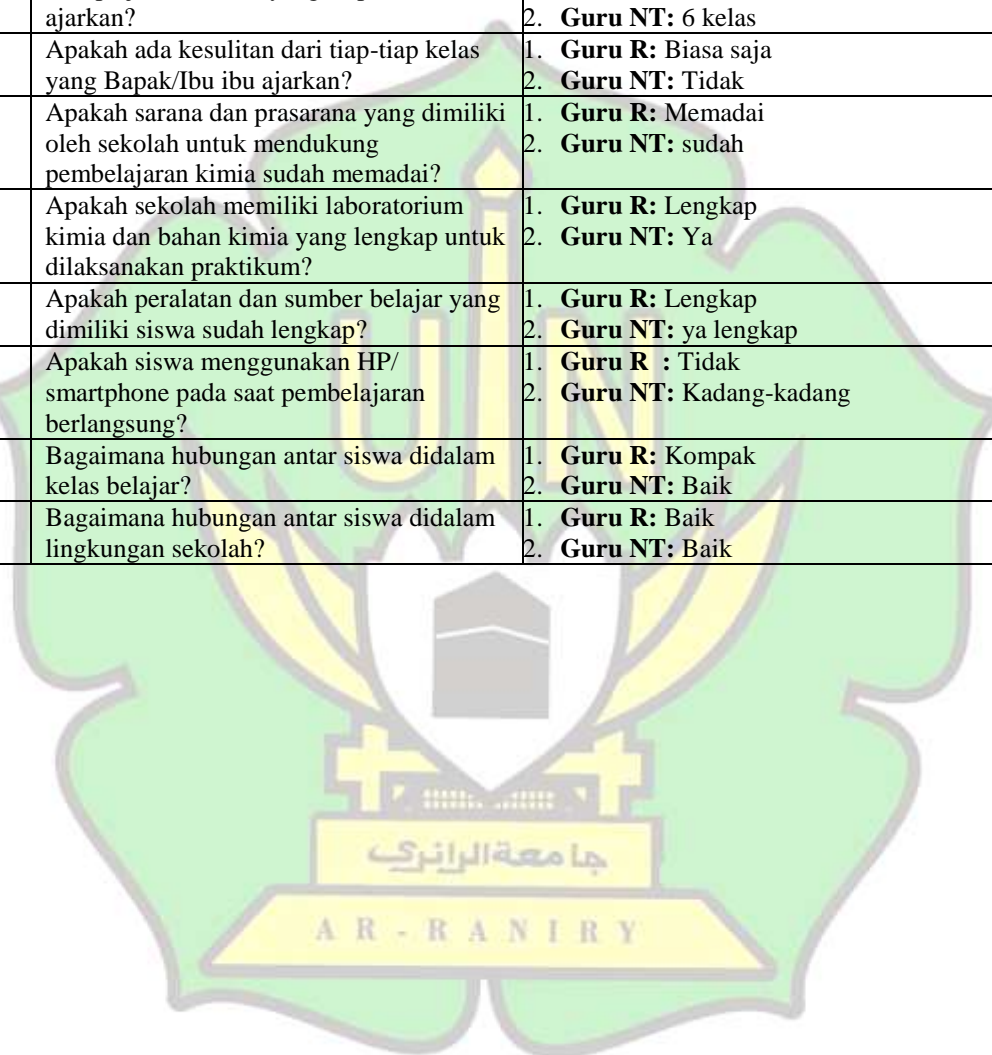 ajarkan?
2. Guru NT: 6 kelas
Apakah ada kesulitan dari tiap-tiap kelas
yang Bapak/Ibu ibu ajarkan?
1. Guru R: Biasa saja
2. Guru NT: Tidak
Apakah sarana dan prasarana yang dimiliki
oleh sekolah untuk mendukung
pembelajaran kimia sudah memadai?
1. Guru R: Memadai
2. Guru NT: sudah
Apakah sekolah memiliki laboratorium
kimia dan bahan kimia yang lengkap untuk
dilaksanakan praktikum?
1. Guru R: Lengkap
2. Guru NT: Ya
Apakah peralatan dan sumber belajar yang
dimiliki siswa sudah lengkap?
1. Guru R: Lengkap
2. Guru NT: ya lengkap
Apakah siswa menggunakan HP/
smartphone pada saat pembelajaran
berlangsung?
1. Guru R : Tidak
2. Guru NT: Kadang-kadang
Bagaimana hubungan antar siswa didalam
kelas belajar?
1. Guru R: Kompak
2. Guru NT: Baik
Bagaimana hubungan antar siswa didalam
lingkungan sekolah?
1. Guru R: Baik
2. Guru NT: Baik
UIN
جامعة الرانري
AR-RANIRY